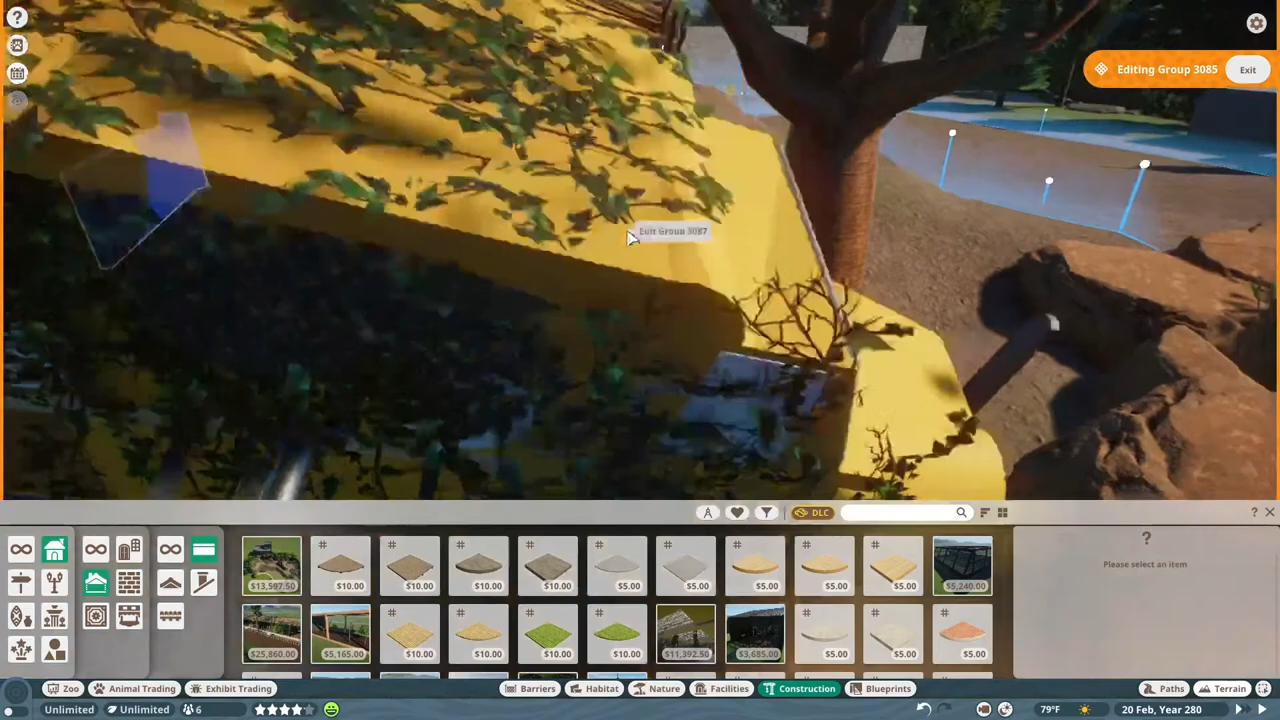 ?
Editing Group 3085
Exit
Edit Group 3087
DLC
?
$13,597.50
$10.00
$10.00
$10.00
$10.00
$5.00
$5.00
$5.00
$5.00
$5.00
$5,240.00
?
Please select an item
$25,860.00
$5,165.00
$10.00
$10.00
$10.00
$10.00
$11,392.50
$3,685.00
$5.00
$5.00
$5.00
Zoo
Animal Trading
Exhibit Trading
Barriers
Habitat
Nature
Facilities
Construction
Blueprints
Paths
Terrain
Unlimited
Unlimited
6
79°F
20 Feb, Year 280